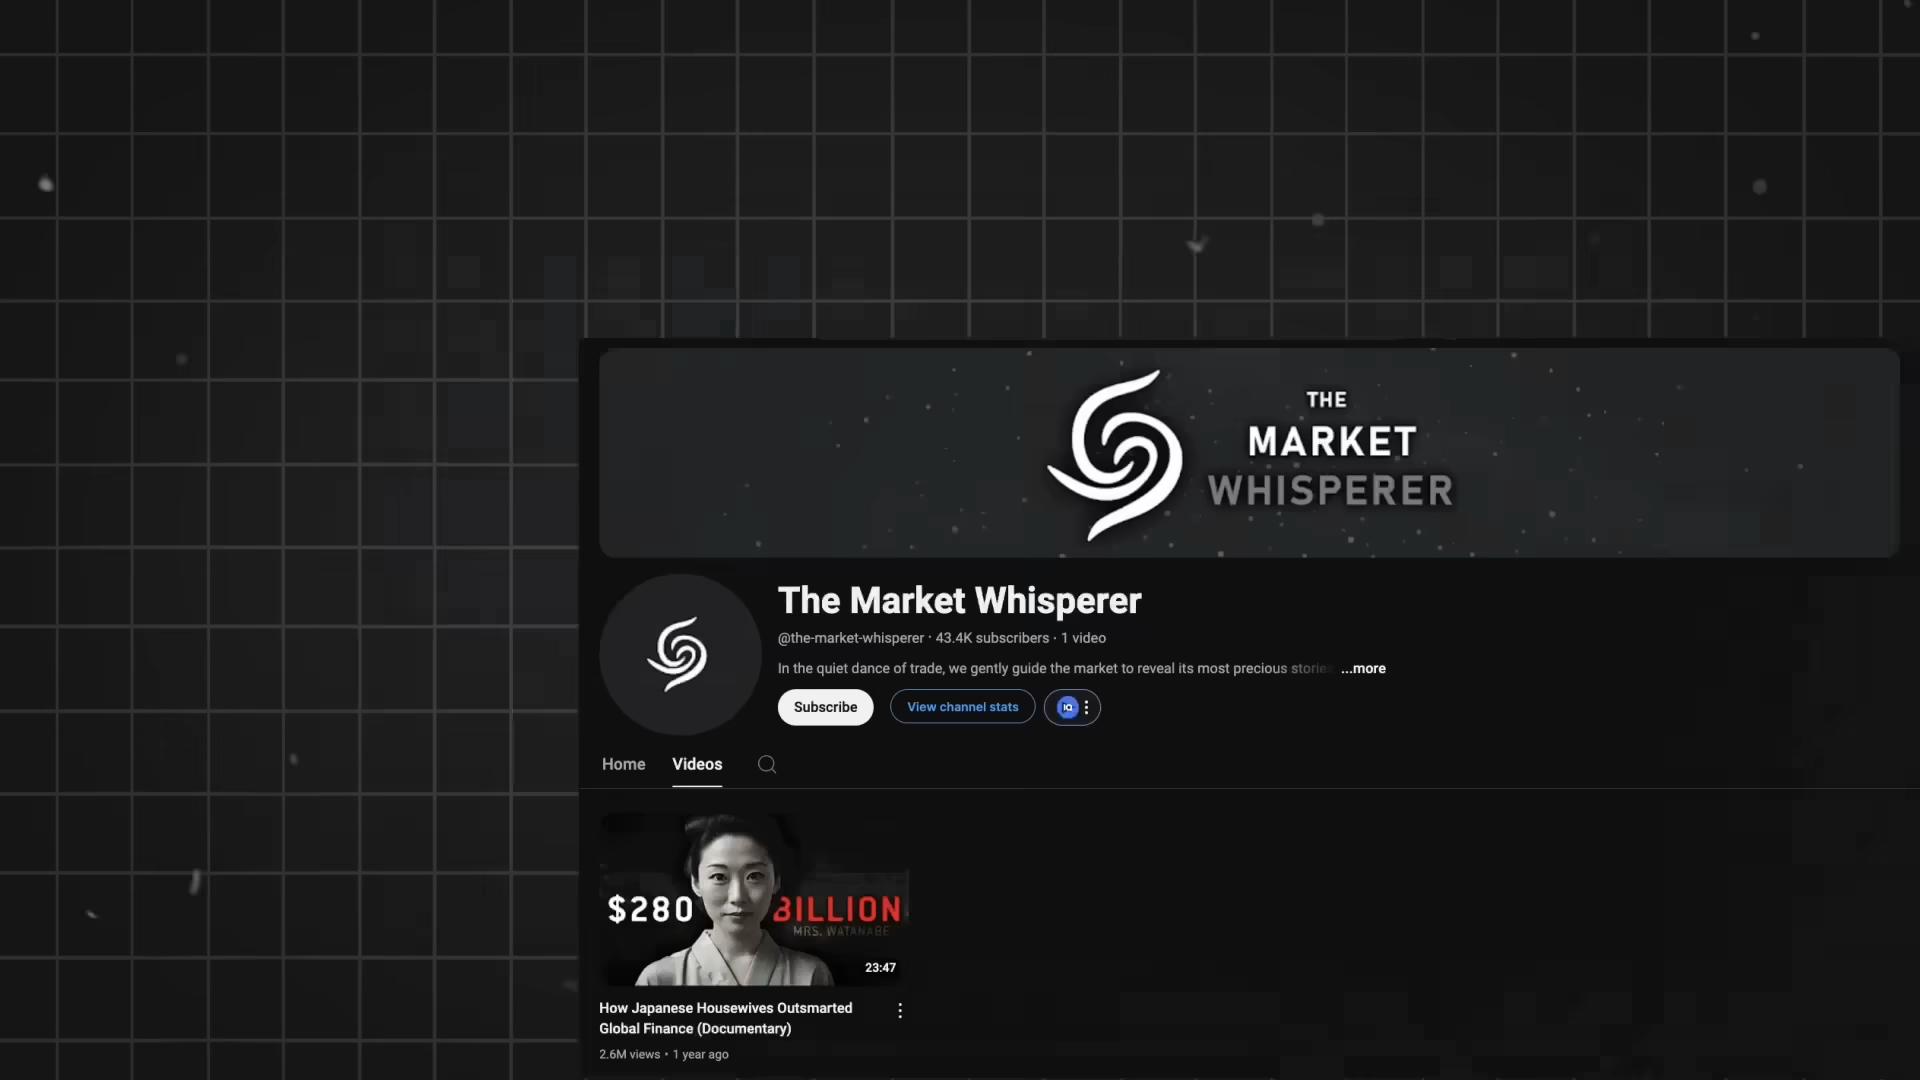 THE
MARKET
WHISPERER
The Market Whisperer
@the-market-whisperer · 43.4K subscribers · 1 video
In the quiet dance of trade, we gently guide the market to reveal its most precious stories ...more
Subscribe
View channel stats
IQ
Home
Videos
$280 BILLION
MRS. WATANABE
23:47
How Japanese Housewives Outsmarted
Global Finance (Documentary)
2.6M views · 1 year ago